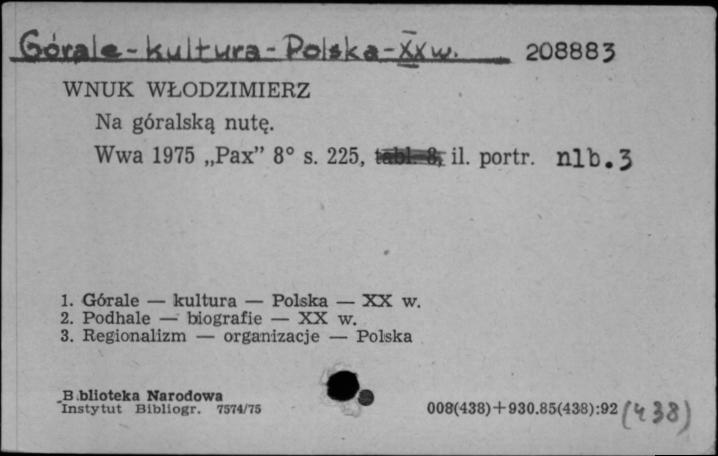 Górale - kultura - Polska - XX w. 208883
WNUK WŁODZIMIERZ
Na góralską nutę.
Wwa 1975 „Pax” 8° s. 225, tabl. 8, il. portr. nlb. 3
1. Górale — kultura — Polska — XX w.
2. Podhale — biografie — XX w.
3. Regionalizm — organizacje — Polska
Biblioteka Narodowa
Instytut Bibliogr. 7574/75 008(438)+930.85(438):92 (438)